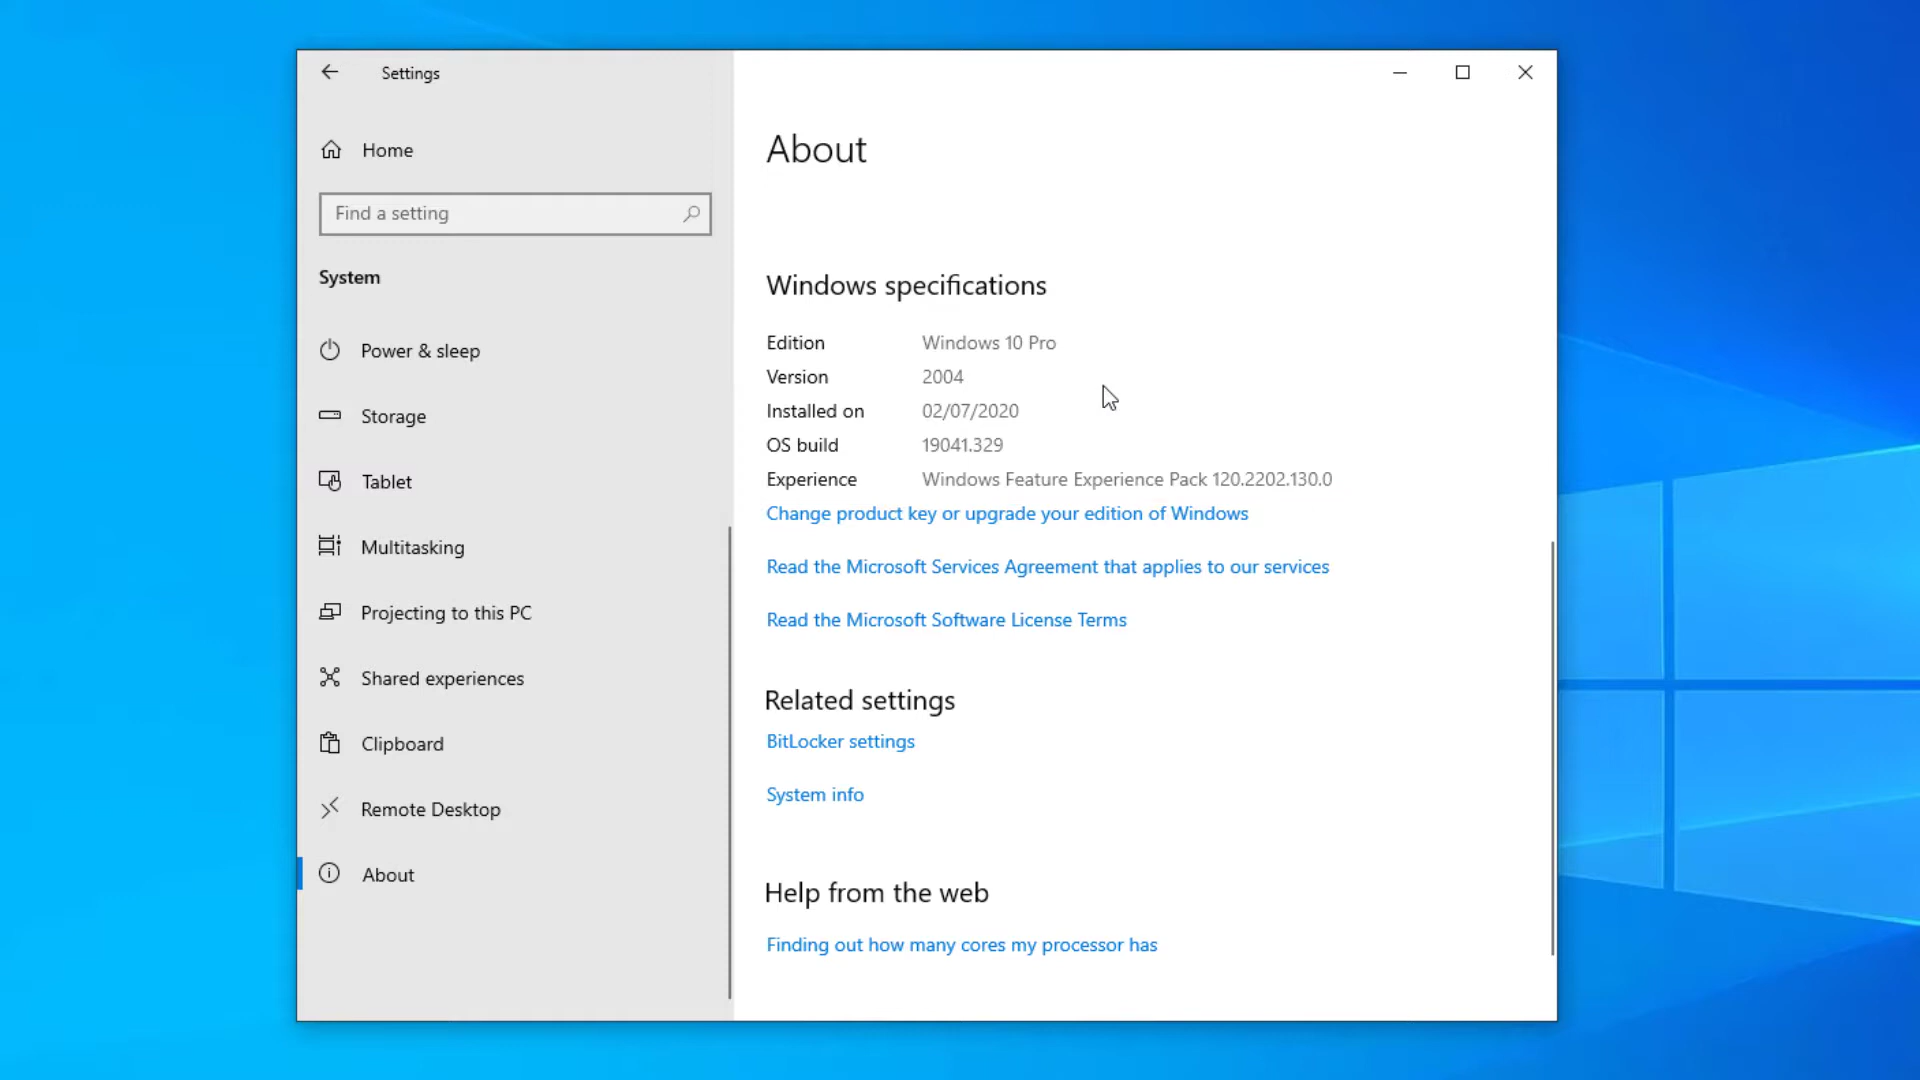 Settings
Home
Find a setting
System
Power & sleep
Storage
Tablet
Multitasking
Projecting to this PC
Shared experiences
Clipboard
Remote Desktop
About
About
Windows specifications
Edition Windows 10 Pro
Version 2004
Installed on 02/07/2020
OS build 19041.329
Experience Windows Feature Experience Pack 120.2202.130.0
Change product key or upgrade your edition of Windows
Read the Microsoft Services Agreement that applies to our services
Read the Microsoft Software License Terms
Related settings
BitLocker settings
System info
Help from the web
Finding out how many cores my processor has